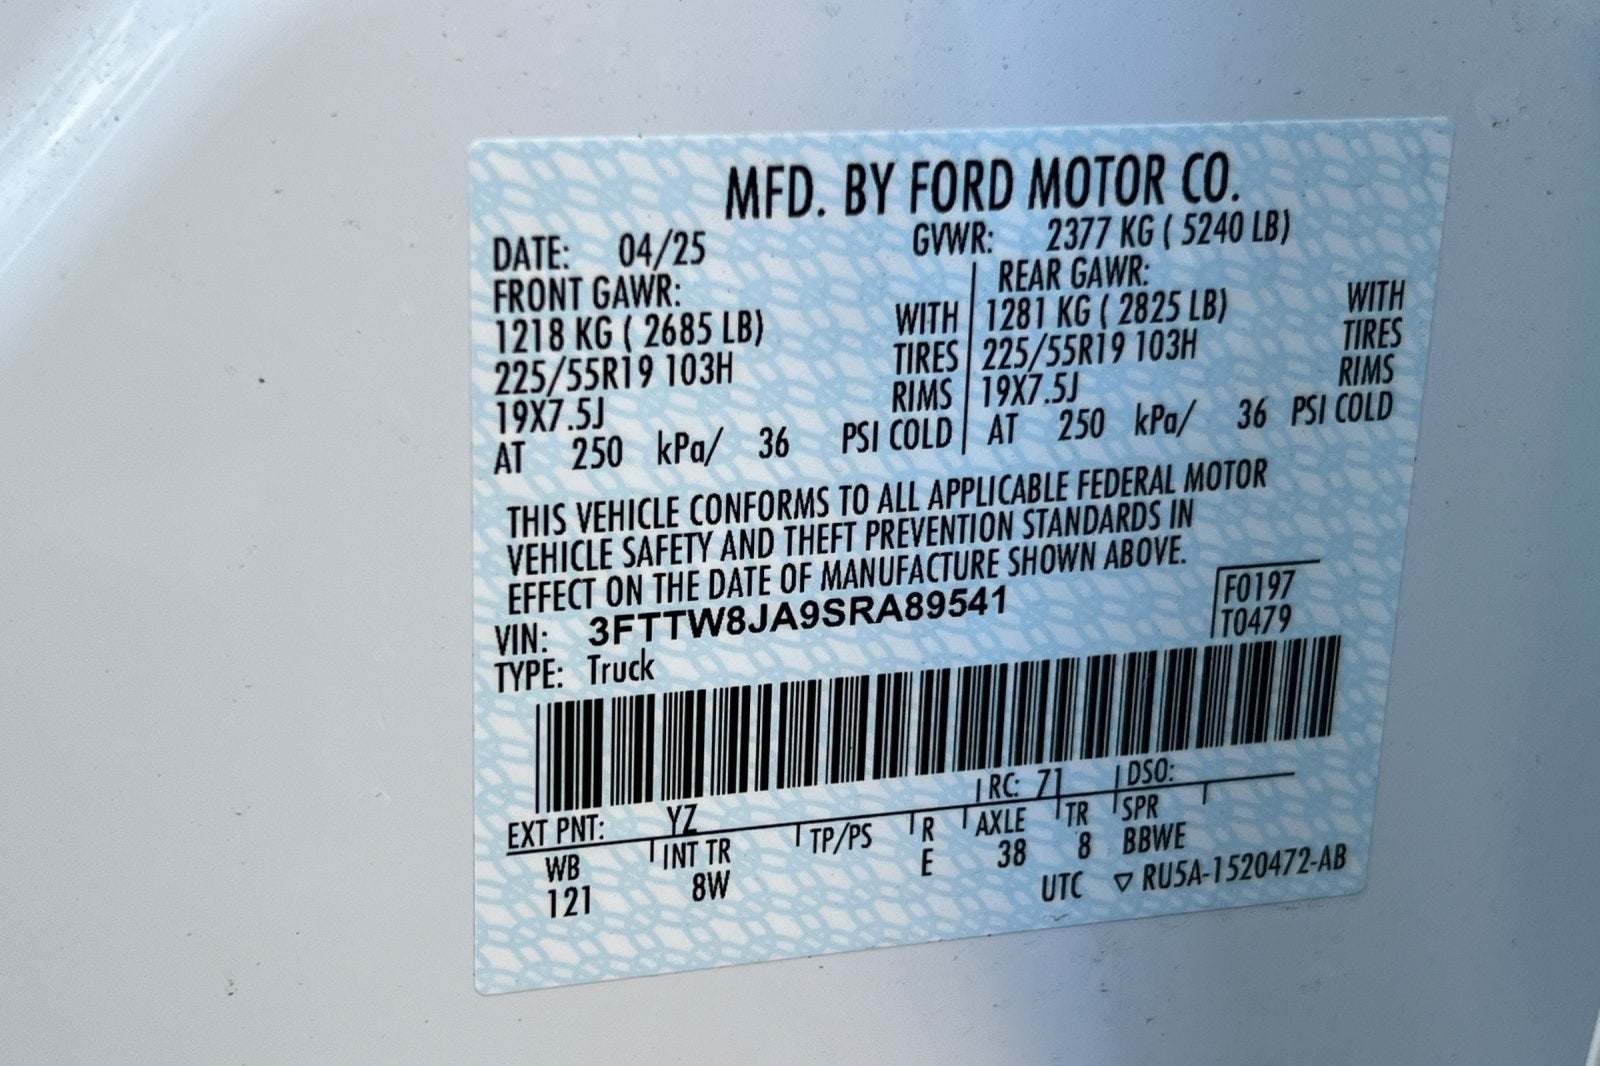 MFD. BY FORD MOTOR CO.
DATE: 04/25 GVWR: 2377 KG ( 5240 LB)
FRONT GAWR: REAR GAWR:
1218 KG ( 2685 LB) WITH 1281 KG ( 2825 LB) WITH
225/55R19 103H TIRES 225/55R19 103H TIRES
19X7.5J RIMS 19X7.5J RIMS
AT 250 kPa/ 36 PSI COLD AT 250 kPa/ 36 PSI COLD
THIS VEHICLE CONFORMS TO ALL APPLICABLE FEDERAL MOTOR
VEHICLE SAFETY AND THEFT PREVENTION STANDARDS IN
EFFECT ON THE DATE OF MANUFACTURE SHOWN ABOVE.
VIN: 3FTTW8JA9SRA89541 F0197
TYPE: Truck T0479
EXT PNT: YZ RC: 71 DSO:
WB INT TR TP/PS R AXLE TR SPR
121 8W E 38 8 BBWE
UTC ▽ RU5A-1520472-AB